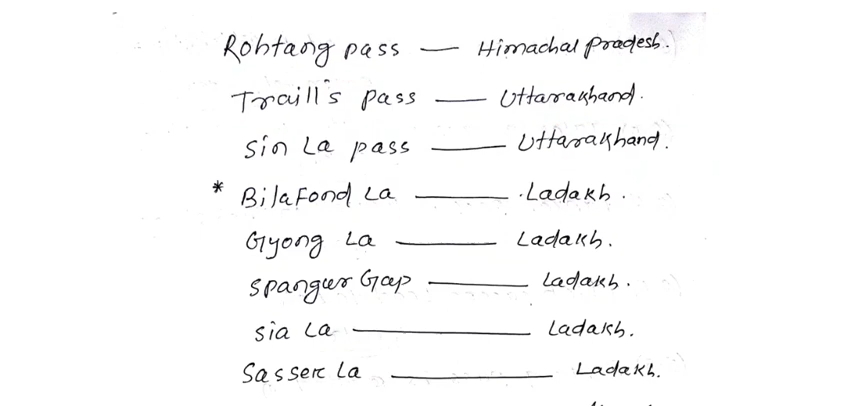 Rohtang pass — Himachal Pradesh.
Traill's pass — Uttarakhand.
Sin La pass — Uttarakhand.
* Bilafond La — Ladakh.
Gyong La — Ladakh.
Spangur Gap — Ladakh.
Sia La — Ladakh.
Sasser La — Ladakh.